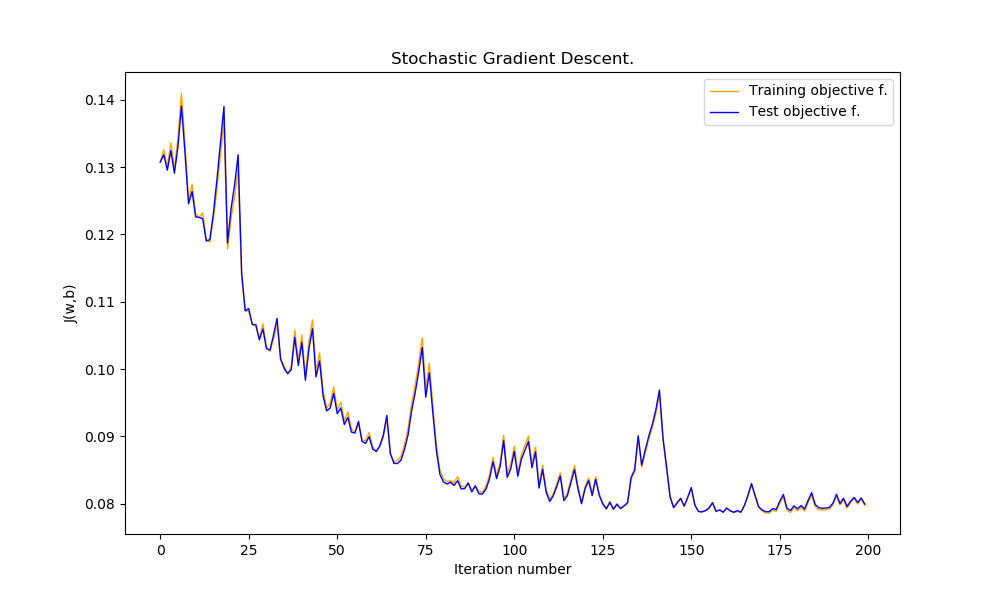 Stochastic Gradient Descent.
Training objective f.
Test objective f.
0.14
0.13
0.12
0.11
0.10
0.09
0.08
J(w,b)
0 25 50 75 100 125 150 175 200
Iteration number